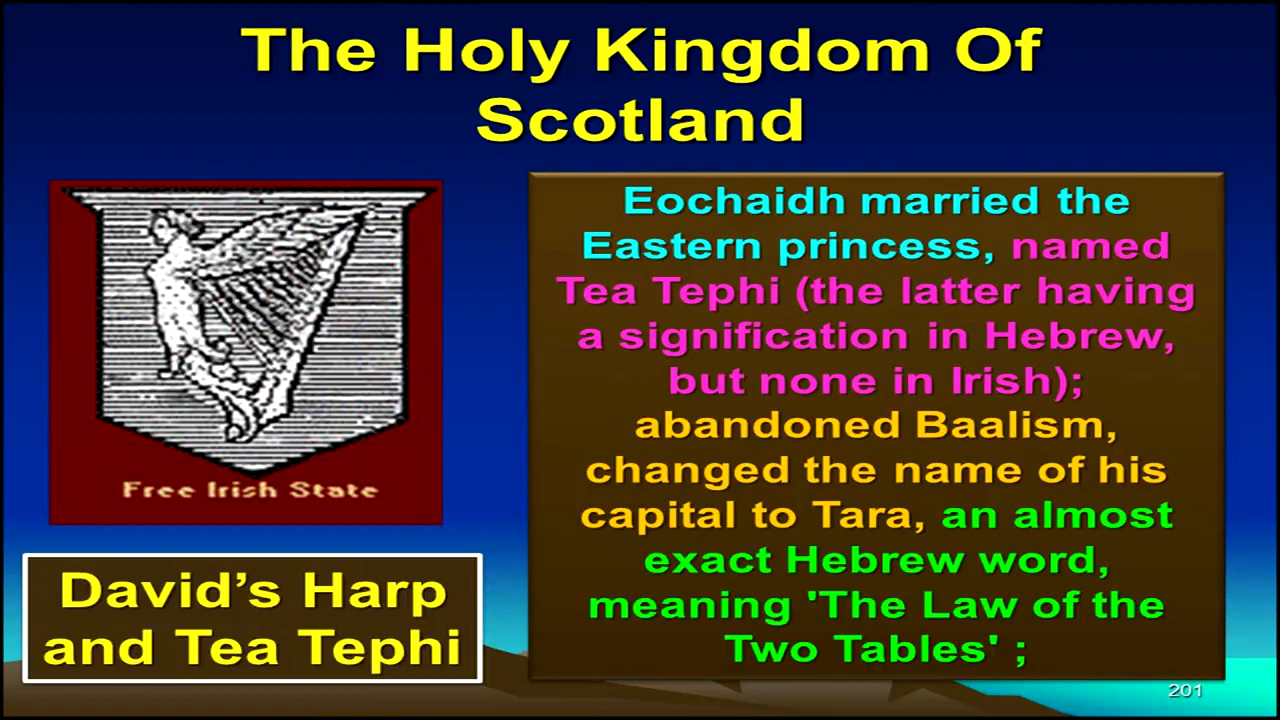 The Holy Kingdom Of
Scotland
Free Irish State
David’s Harp
and Tea Tephi
Eochaidh married the
Eastern princess, named
Tea Tephi (the latter having
a signification in Hebrew,
but none in Irish);
abandoned Baalism,
changed the name of his
capital to Tara, an almost
exact Hebrew word,
meaning 'The Law of the
Two Tables' ;
201